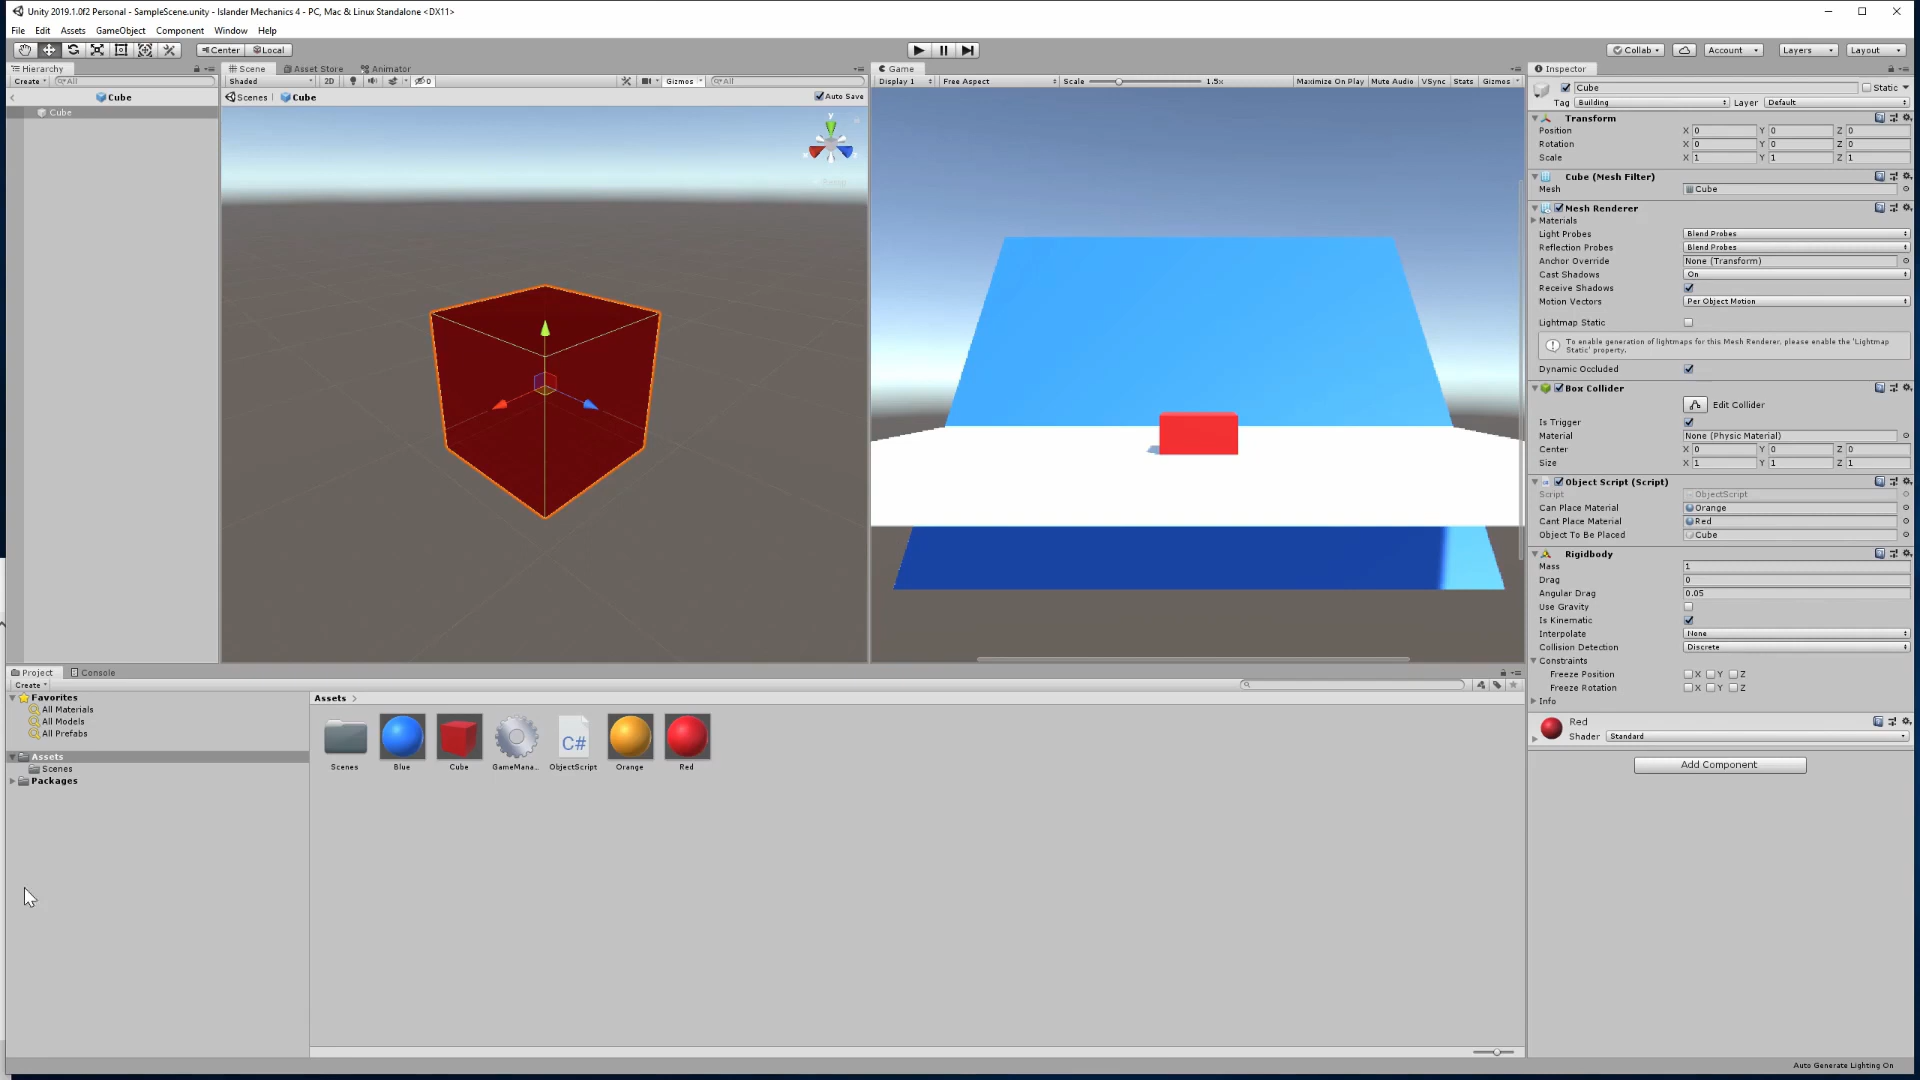 Unity 2019.1.0f2 Personal - SampleScene.unity - Islander Mechanics 4 - PC, Mac & Linux Standalone <DX11>
File Edit Assets GameObject Component Window Help
Center Local Collab Account Layers Layout
Hierarchy
Create All
Cube
Cube
Scene Asset Store Animator
Shaded 2D 0 Gizmos All
Scenes Cube Auto Save
y
Persp
Game
Display 1 Free Aspect Scale 1.5x Maximize On Play Mute Audio VSync Stats Gizmos
Inspector
Cube Static
Tag Building Layer Default
Transform
Position X 0 Y 0 Z 0
Rotation X 0 Y 0 Z 0
Scale X 1 Y 1 Z 1
Cube (Mesh Filter)
Mesh Cube
Mesh Renderer
Materials
Light Probes Blend Probes
Reflection Probes Blend Probes
Anchor Override None (Transform)
Cast Shadows On
Receive Shadows
Motion Vectors Per Object Motion
Lightmap Static
To enable generation of lightmaps for this Mesh Renderer, please enable the 'Lightmap
Static' property.
Dynamic Occluded
Box Collider
Edit Collider
Is Trigger
Material None (Physic Material)
Center X 0 Y 0 Z 0
Size X 1 Y 1 Z 1
Object Script (Script)
Script ObjectScript
Can Place Material Orange
Cant Place Material Red
Object To Be Placed Cube
Rigidbody
Mass 1
Drag 0
Angular Drag 0.05
Use Gravity
Is Kinematic
Interpolate None
Collision Detection Discrete
Constraints
Freeze Position X Y Z
Freeze Rotation X Y Z
Info
Red
Shader Standard
Add Component
Project Console
Create
Favorites
All Materials
All Models
All Prefabs
Assets
Scenes
Packages
Assets
C#
Scenes Blue Cube GameMana... ObjectScript Orange Red
Auto Generate Lighting On